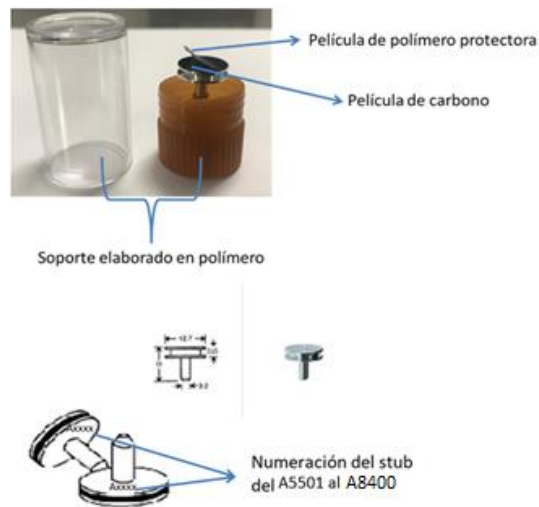 Película de polímero protectora
Película de carbono
Soporte elaborado en polímero
12.7
3.2
Axxxx
Axxxx
Numeración del stub
del A5501 al A8400